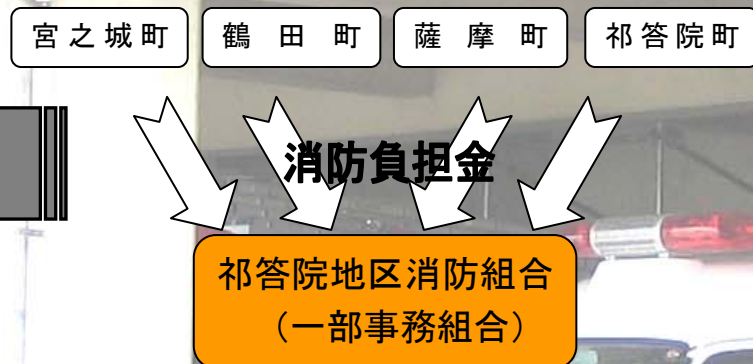 宮之城町
鶴田町
薩摩町
祁答院町
消防負担金
祁答院地区消防組合
（一部事務組合）